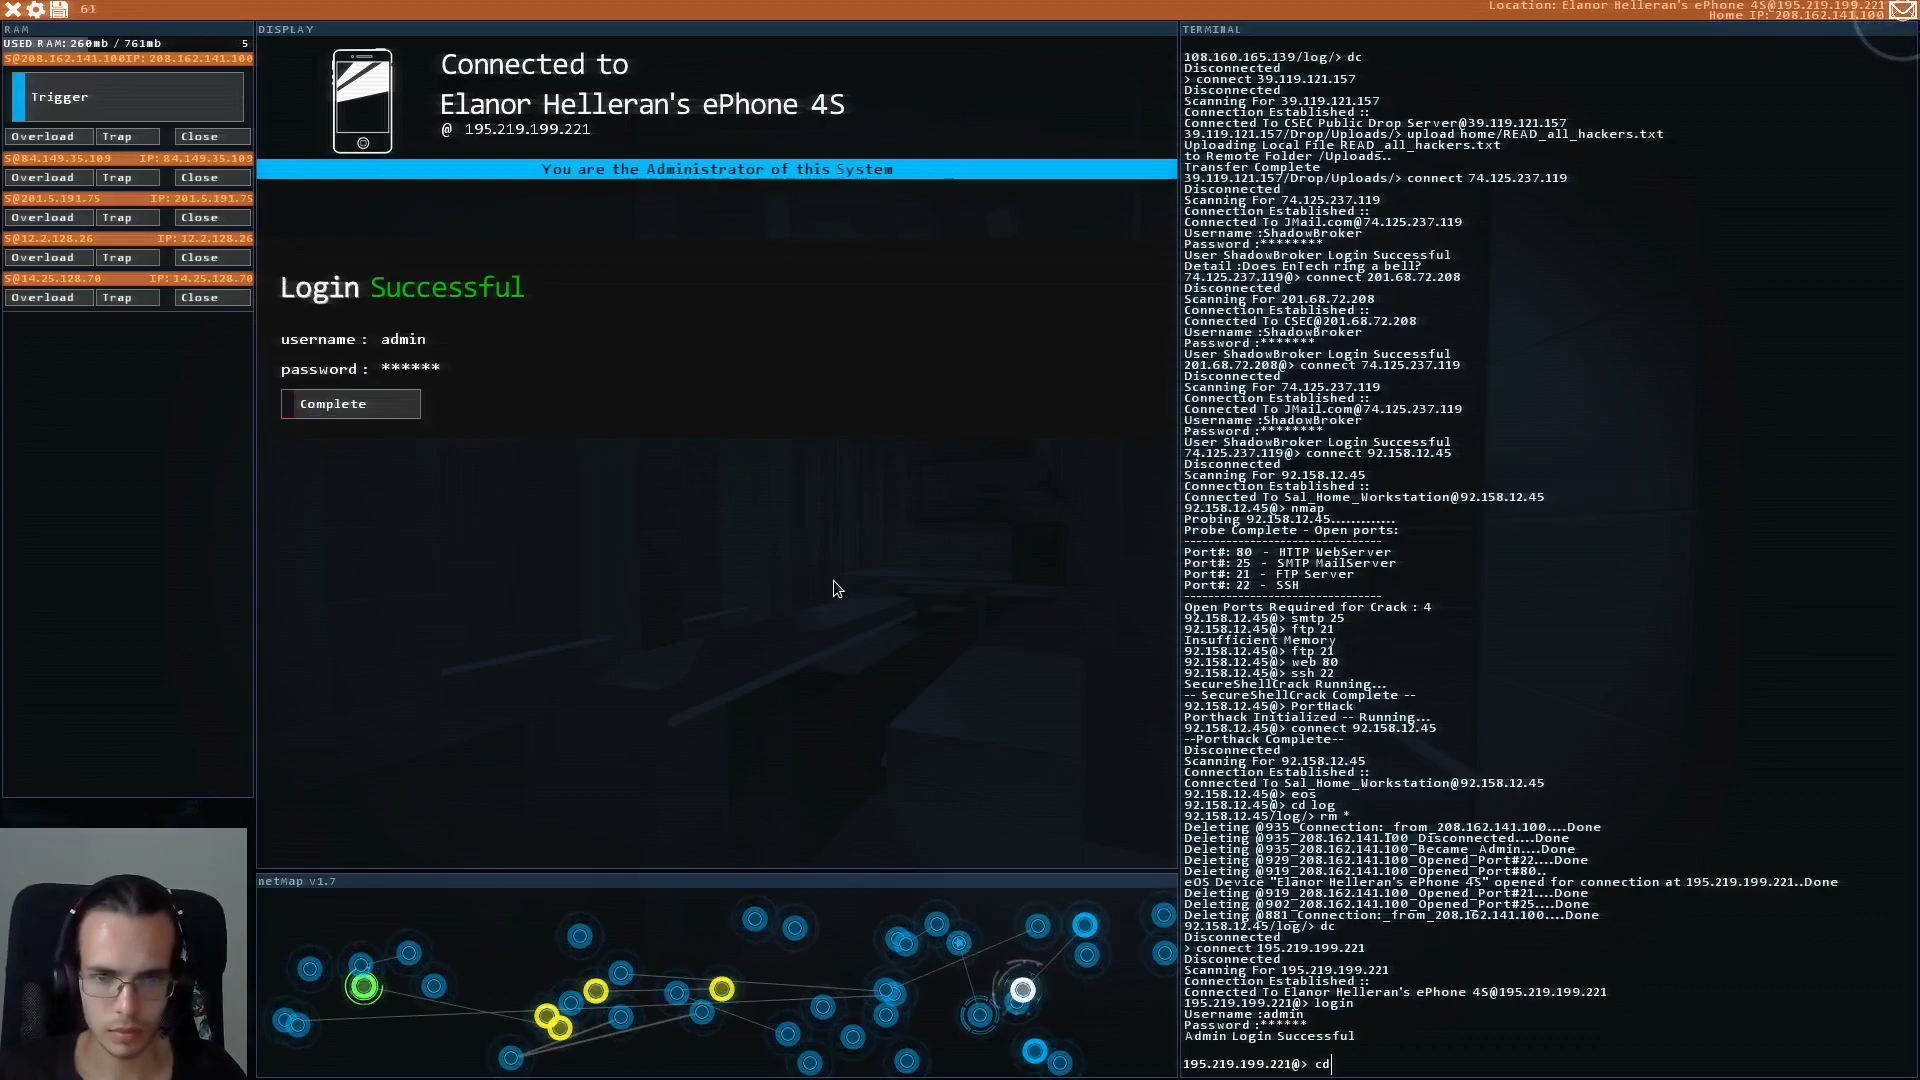 61
Location: Elanor Helleran's ePhone 4S@195.219.199.221
Home IP: 208.162.141.100
RAM
USED RAM: 260mb / 761mb 5
S@208.162.141.100IP: 208.162.141.100
Trigger
Overload Trap Close
S@84.149.35.109 IP: 84.149.35.109
Overload Trap Close
S@201.5.191.75 IP: 201.5.191.75
Overload Trap Close
S@12.2.128.26 IP: 12.2.128.26
Overload Trap Close
S@14.25.128.70 IP: 14.25.128.70
Overload Trap Close
DISPLAY
Connected to
Elanor Helleran's ePhone 4S
@ 195.219.199.221
You are the Administrator of this System
Login Successful
username : admin
password : ******
Complete
netMap v1.7
TERMINAL
108.160.165.139/log/> dc
Disconnected
> connect 39.119.121.157
Disconnected
Scanning For 39.119.121.157
Connection Established ::
Connected To CSEC Public Drop Server@39.119.121.157
39.119.121.157/Drop/Uploads/> upload home/READ_all_hackers.txt
Uploading Local File READ_all_hackers.txt
to Remote Folder /Uploads..
Transfer Complete
39.119.121.157/Drop/Uploads/> connect 74.125.237.119
Disconnected
Scanning For 74.125.237.119
Connection Established ::
Connected To JMail.com@74.125.237.119
Username :ShadowBroker
Password :********
User ShadowBroker Login Successful
Detail :Does EnTech ring a bell?
74.125.237.119@> connect 201.68.72.208
Disconnected
Scanning For 201.68.72.208
Connection Established ::
Connected To CSEC@201.68.72.208
Username :ShadowBroker
Password :*******
User ShadowBroker Login Successful
201.68.72.208@> connect 74.125.237.119
Disconnected
Scanning For 74.125.237.119
Connection Established ::
Connected To JMail.com@74.125.237.119
Username :ShadowBroker
Password :********
User ShadowBroker Login Successful
74.125.237.119@> connect 92.158.12.45
Disconnected
Scanning For 92.158.12.45
Connection Established ::
Connected To Sal_Home_Workstation@92.158.12.45
92.158.12.45@> nmap
Probing 92.158.12.45.............
Probe Complete - Open ports:
---------------------------------
Port#: 80 - HTTP WebServer
Port#: 25 - SMTP MailServer
Port#: 21 - FTP Server
Port#: 22 - SSH
---------------------------------
Open Ports Required for Crack : 4
92.158.12.45@> smtp 25
92.158.12.45@> ftp 21
Insufficient Memory
92.158.12.45@> ftp 21
92.158.12.45@> web 80
92.158.12.45@> ssh 22
SecureShellCrack Running...
-- SecureShellCrack Complete --
92.158.12.45@> PortHack
Porthack Initialized -- Running...
92.158.12.45@> connect 92.158.12.45
--Porthack Complete--
Disconnected
Scanning For 92.158.12.45
Connection Established ::
Connected To Sal_Home_Workstation@92.158.12.45
92.158.12.45@> eos
92.158.12.45@> cd log
92.158.12.45/log/> rm *
Deleting @935_Connection:_from_208.162.141.100....Done
Deleting @935_208.162.141.100_Disconnected....Done
Deleting @935_208.162.141.100_Became_Admin....Done
Deleting @929_208.162.141.100_Opened_Port#22....Done
Deleting @919_208.162.141.100_Opened_Port#80..
eOS Device "Elanor Helleran's ePhone 4S" opened for connection at 195.219.199.221..Done
Deleting @919_208.162.141.100_Opened_Port#21....Done
Deleting @902_208.162.141.100_Opened_Port#25....Done
Deleting @881_Connection:_from_208.162.141.100....Done
92.158.12.45/log/> dc
Disconnected
> connect 195.219.199.221
Disconnected
Scanning For 195.219.199.221
Connection Established ::
Connected To Elanor Helleran's ePhone 4S@195.219.199.221
195.219.199.221@> login
Username :admin
Password :******
Admin Login Successful
195.219.199.221@> cd